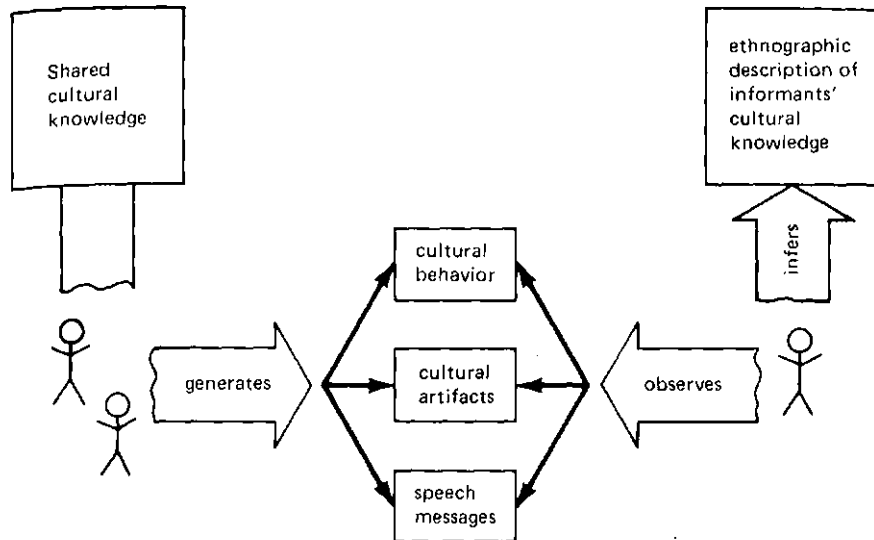 Shared
cultural
knowledge
ethnographic
description of
informants'
cultural
knowledge
infers
cultural
behavior
generates
cultural
artifacts
observes
speech
messages